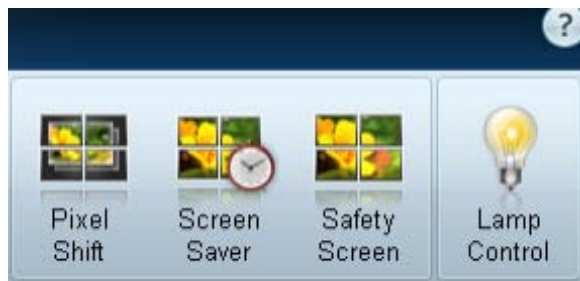 ?
Pixel Shift
Screen Saver
Safety Screen
Lamp Control